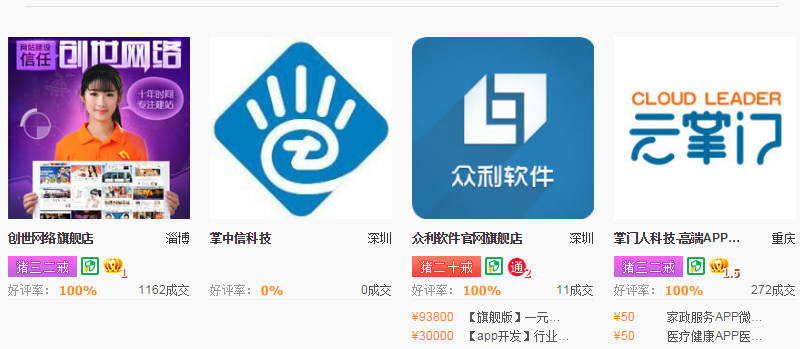 网站建设
信任
创世网络
十年时间
专注建站
众利软件
CLOUD LEADER
云掌门
创世网络旗舰店 淄博
掌中信科技 深圳
众利软件官网旗舰店 深圳
掌门人科技-高端APP... 重庆
猪三二戒 1
猪二十戒 通 2
猪三二戒 1.5
好评率： 100% 1162成交
好评率： 0% 0成交
好评率： 100% 11成交
好评率： 100% 272成交
¥93800 【旗舰版】一元...
¥30000 【app开发】行业...
¥50 家政服务APP微...
¥50 医疗健康APP医...